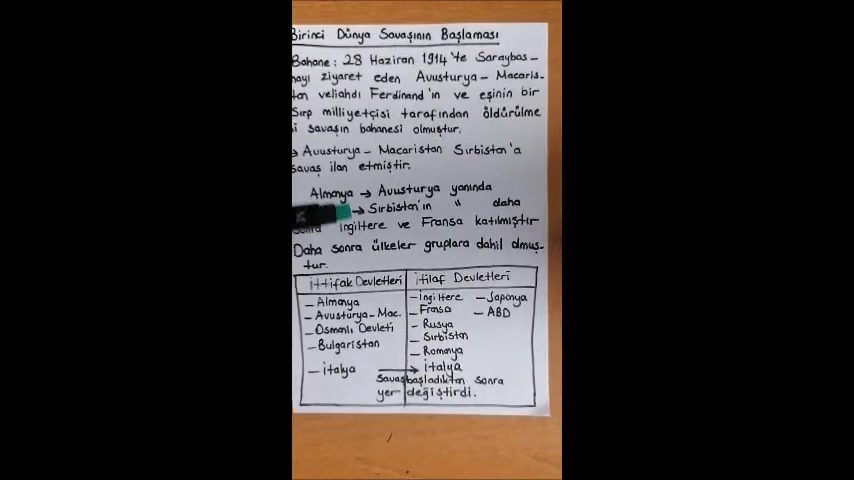 Birinci Dünya Savaşının Başlaması
Bahane: 28 Haziran 1914'te Saraybos-
nayı ziyaret eden Avusturya - Macaris-
tan veliahdı Ferdinand'ın ve eşinin bir
Sırp milliyetçisi tarafından öldürülme
si savaşın bahanesi olmuştur.
→ Avusturya - Macaristan Sırbistan'a
savaş ilan etmiştir.
Almanya → Avusturya yanında
→ Sırbistan'ın " daha
sonra İngiltere ve Fransa katılmıştır
Daha sonra ülkeler gruplara dahil olmuş-
tur.
İttifak Devletleri
- Almanya
- Avusturya - Mac.
- Osmanlı Devleti
- Bulgaristan
- İtalya →
İtilaf Devletleri
- İngiltere - Japonya
- Fransa - ABD
- Rusya
- Sırbistan
- Romanya
İtalya
Savaş başladıktan sonra
yer değiştirdi.